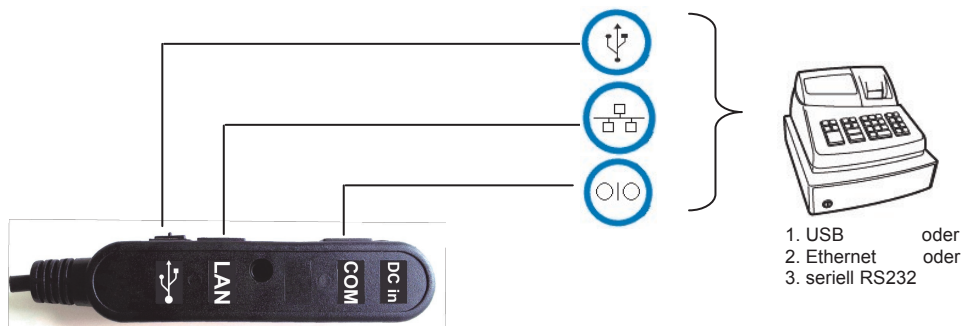 LAN
COM
DC in
1. USB oder
2. Ethernet oder
3. seriell RS232